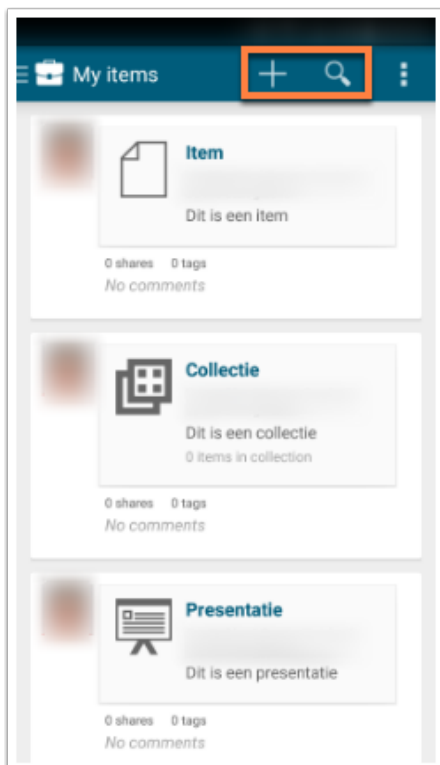 My items
Item
Dit is een item
0 shares 0 tags
No comments
Collectie
Dit is een collectie
0 items in collection
0 shares 0 tags
No comments
Presentatie
Dit is een presentatie
0 shares 0 tags
No comments